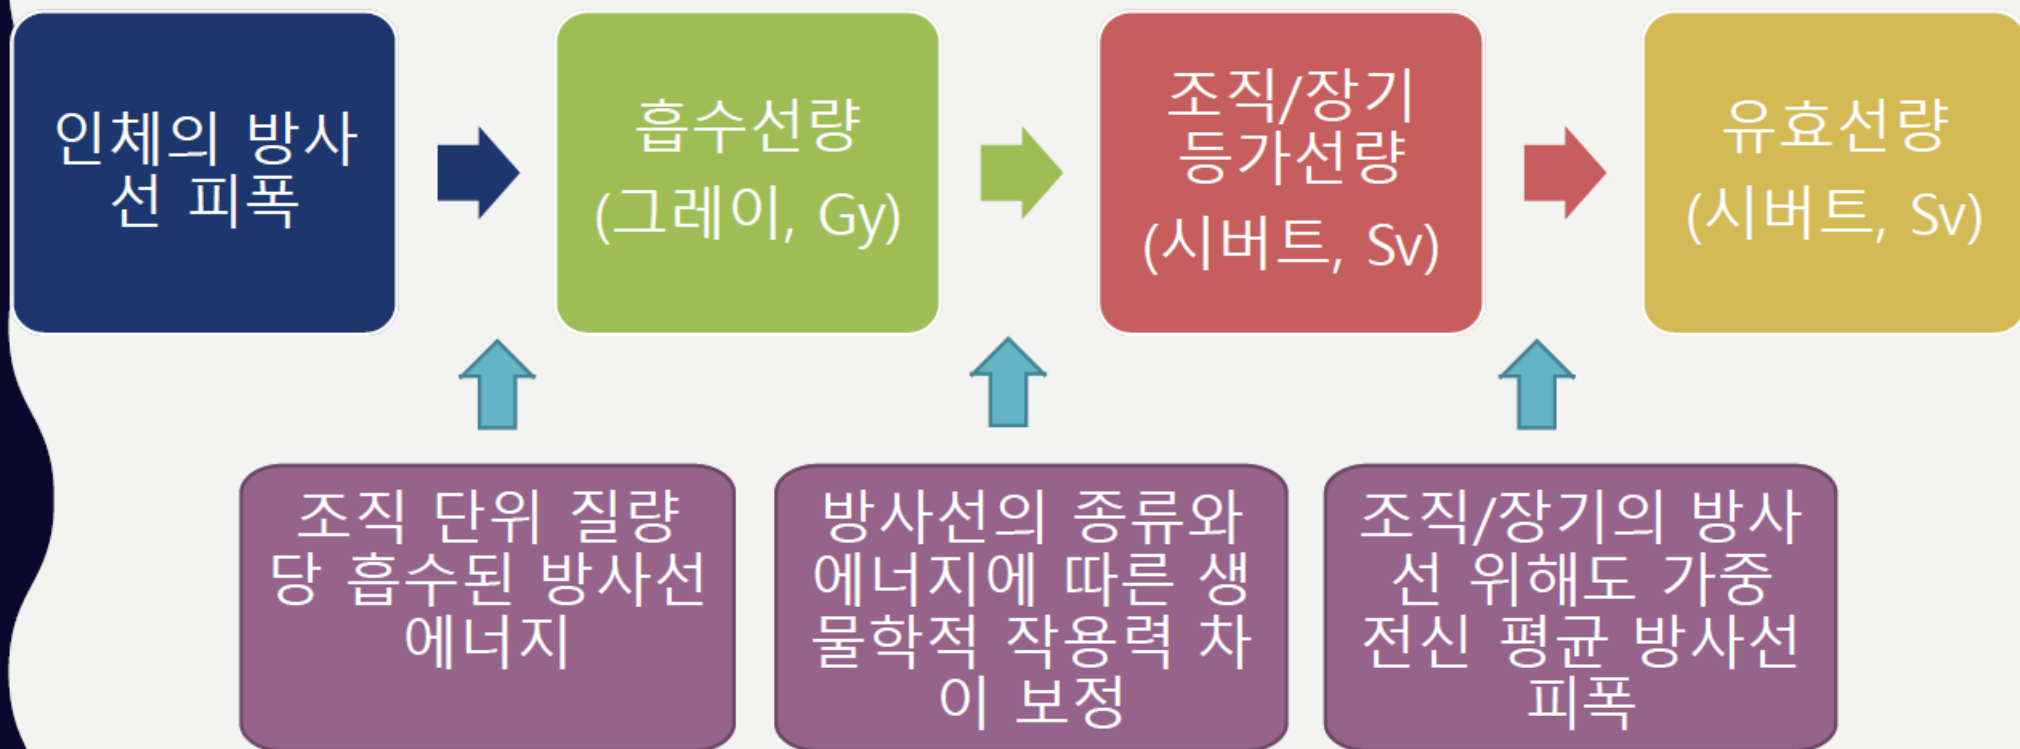 인체의 방사
선 피폭
흡수선량
(그레이, Gy)
조직/장기
등가선량
(시버트, Sv)
유효선량
(시버트, Sv)
조직 단위 질량
당 흡수된 방사선
에너지
방사선의 종류와
에너지에 따른 생
물학적 작용력 차
이 보정
조직/장기의 방사
선 위해도 가중
전신 평균 방사선
피폭